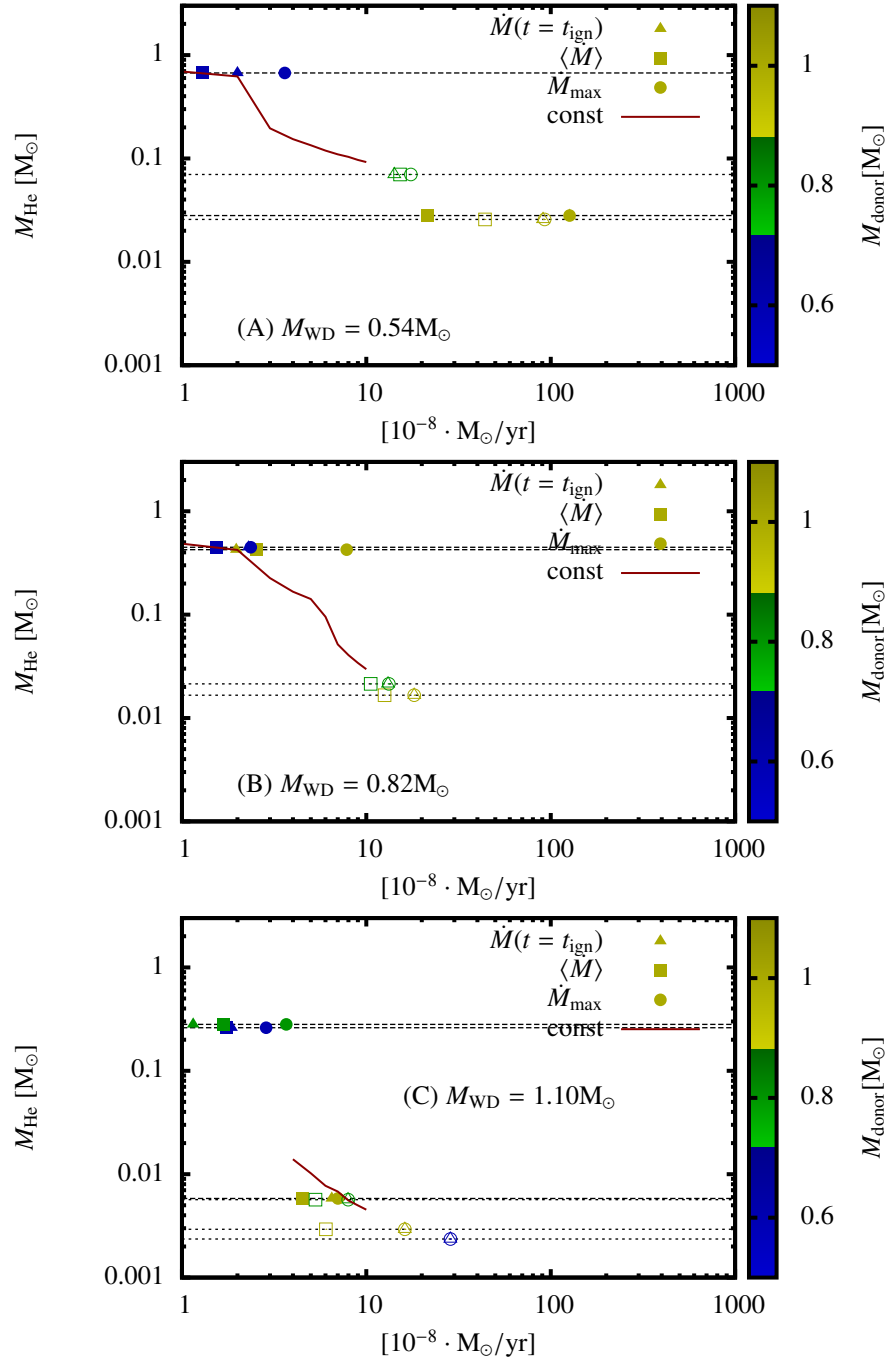 Ṁ(t = t_ign)
⟨Ṁ⟩
Ṁ_max
const
M_He [M_⊙]
1
0.1
0.01
0.001
(A) M_WD = 0.54M_⊙
1 10 100 1000
[10^−8 · M_⊙/yr]
M_donor[M_⊙]
1
0.8
0.6
Ṁ(t = t_ign)
⟨Ṁ⟩
Ṁ_max
const
M_He [M_⊙]
1
0.1
0.01
0.001
(B) M_WD = 0.82M_⊙
1 10 100 1000
[10^−8 · M_⊙/yr]
M_donor[M_⊙]
1
0.8
0.6
Ṁ(t = t_ign)
⟨Ṁ⟩
Ṁ_max
const
M_He [M_⊙]
1
0.1
0.01
0.001
(C) M_WD = 1.10M_⊙
1 10 100 1000
[10^−8 · M_⊙/yr]
M_donor[M_⊙]
1
0.8
0.6